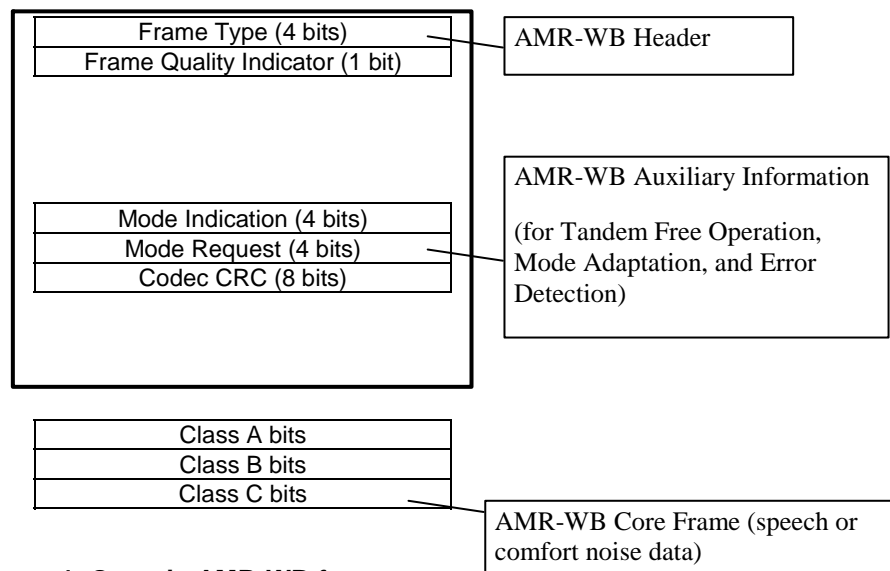 Frame Type (4 bits)
Frame Quality Indicator (1 bit)
AMR-WB Header
Mode Indication (4 bits)
Mode Request (4 bits)
Codec CRC (8 bits)
AMR-WB Auxiliary Information
(for Tandem Free Operation,
Mode Adaptation, and Error
Detection)
Class A bits
Class B bits
Class C bits
AMR-WB Core Frame (speech or
comfort noise data)